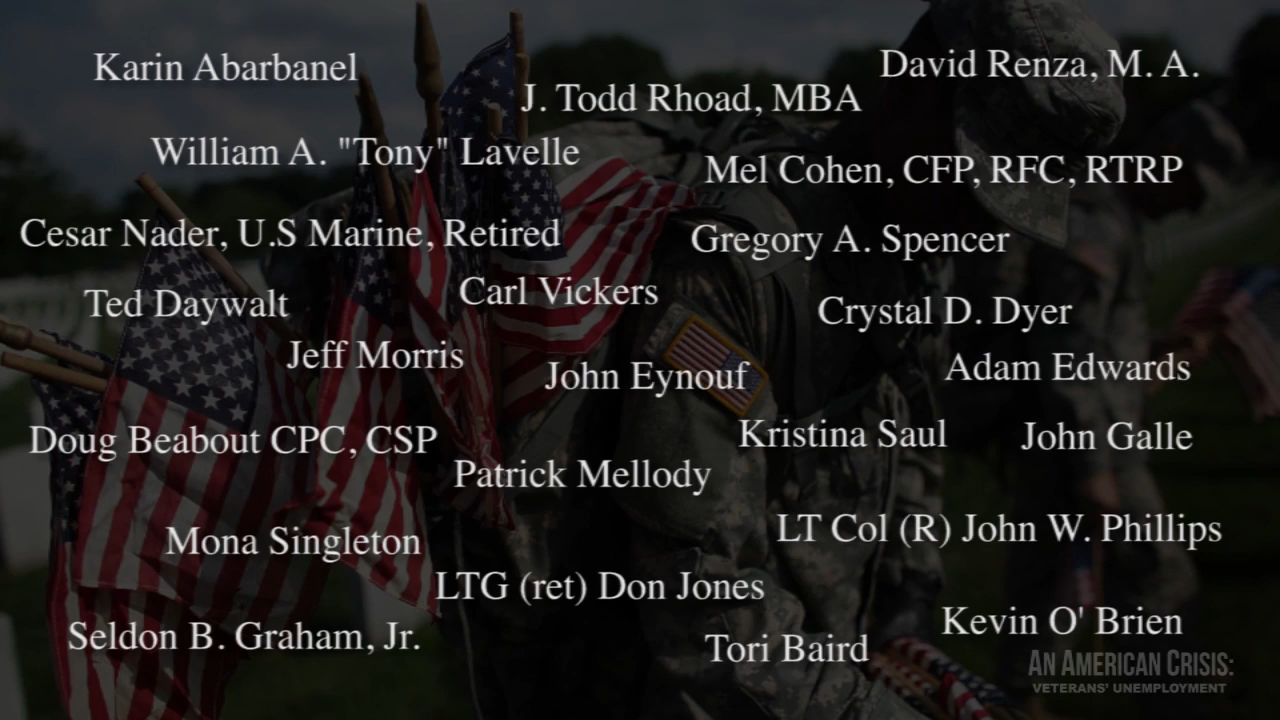 Karin Abarbanel
David Renza, M. A.
J. Todd Rhoad, MBA
William A. "Tony" Lavelle
Mel Cohen, CFP, RFC, RTRP
Cesar Nader, U.S Marine, Retired
Gregory A. Spencer
Ted Daywalt
Carl Vickers
Crystal D. Dyer
Jeff Morris
John Eynouf
Adam Edwards
Doug Beabout CPC, CSP
Kristina Saul
John Galle
Patrick Mellody
Mona Singleton
LT Col (R) John W. Phillips
LTG (ret) Don Jones
Seldon B. Graham, Jr.
Tori Baird
Kevin O' Brien
AN AMERICAN CRISIS:
VETERANS' UNEMPLOYMENT